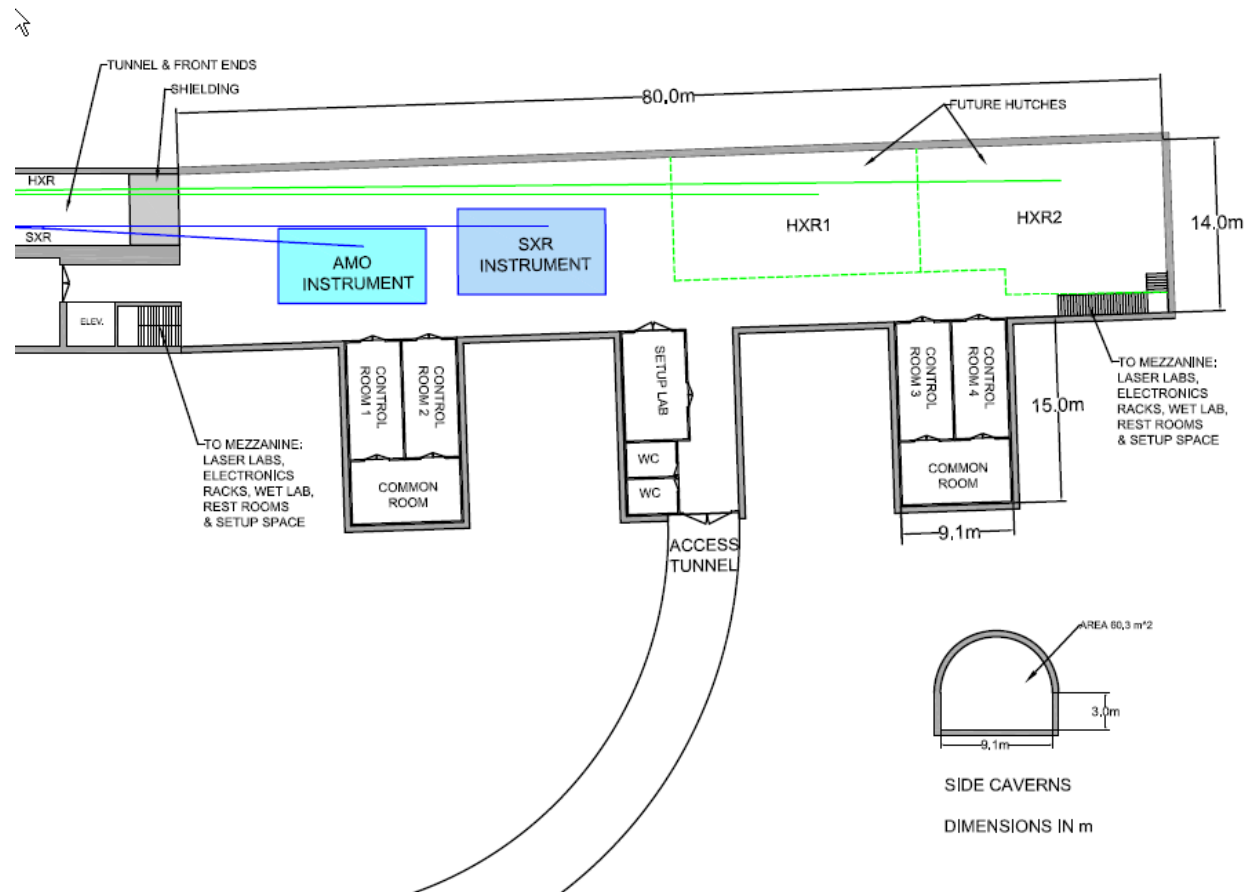 TUNNEL & FRONT ENDS
SHIELDING
80.0m
FUTURE HUTCHES
HXR
SXR
HXR1
HXR2
14.0m
AMO
INSTRUMENT
SXR
INSTRUMENT
ELEV.
CONTROL
ROOM 1
CONTROL
ROOM 2
COMMON
ROOM
SETUP LAB
WC
WC
CONTROL
ROOM 3
CONTROL
ROOM 4
COMMON
ROOM
15.0m
9.1m
TO MEZZANINE:
LASER LABS,
ELECTRONICS
RACKS, WET LAB,
REST ROOMS
& SETUP SPACE
TO MEZZANINE:
LASER LABS,
ELECTRONICS
RACKS, WET LAB,
REST ROOMS
& SETUP SPACE
ACCESS
TUNNEL
AREA 60,3 m^2
3,0m
9,1m
SIDE CAVERNS
DIMENSIONS IN m